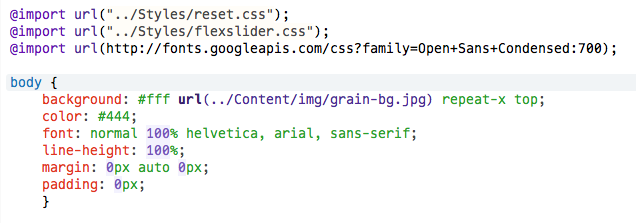 @import url("../Styles/reset.css");
@import url("../Styles/flexslider.css");
@import url(http://fonts.googleapis.com/css?family=Open+Sans+Condensed:700);
body {
background: #fff url(../Content/img/grain-bg.jpg) repeat-x top;
color: #444;
font: normal 100% helvetica, arial, sans-serif;
line-height: 100%;
margin: 0px auto 0px;
padding: 0px;
}